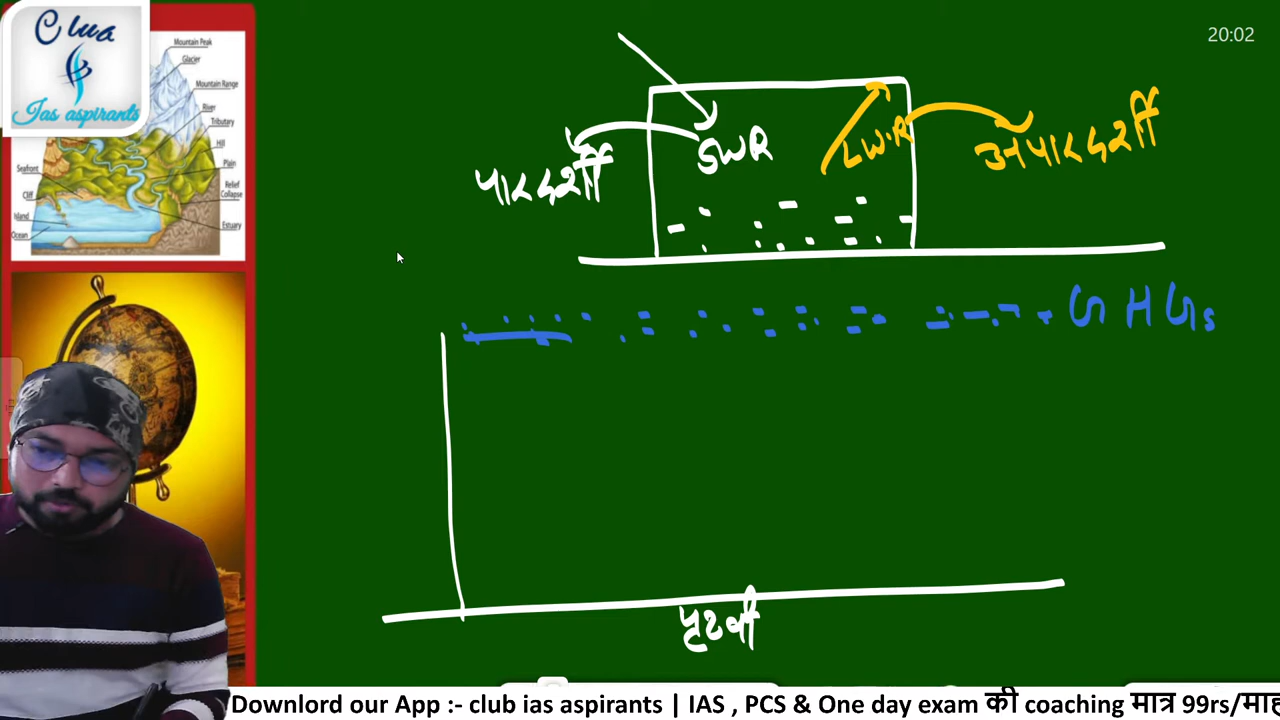 Clua
Ias aspirants
Mountain Peak
Glacier
Mountain Range
River
Tributary
Hill
Plain
Relief
Collapse
Estuary
Seafont
Cliff
Island
Ocean
20:02
SWR
L.W.R
पारदर्शी
अपारदर्शी
GHGs
पृथ्वी
Downlord our App :- club ias aspirants | IAS , PCS & One day exam की coaching मात्र 99rs/माह